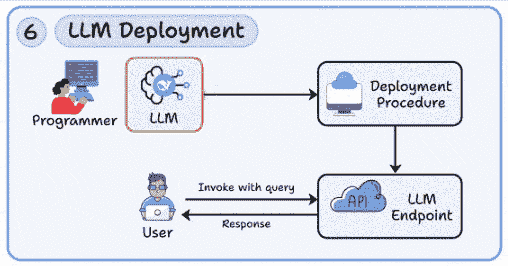 6 LLM Deployment
Programmer
LLM
Deployment
Procedure
Invoke with query
Response
User
API
LLM
Endpoint